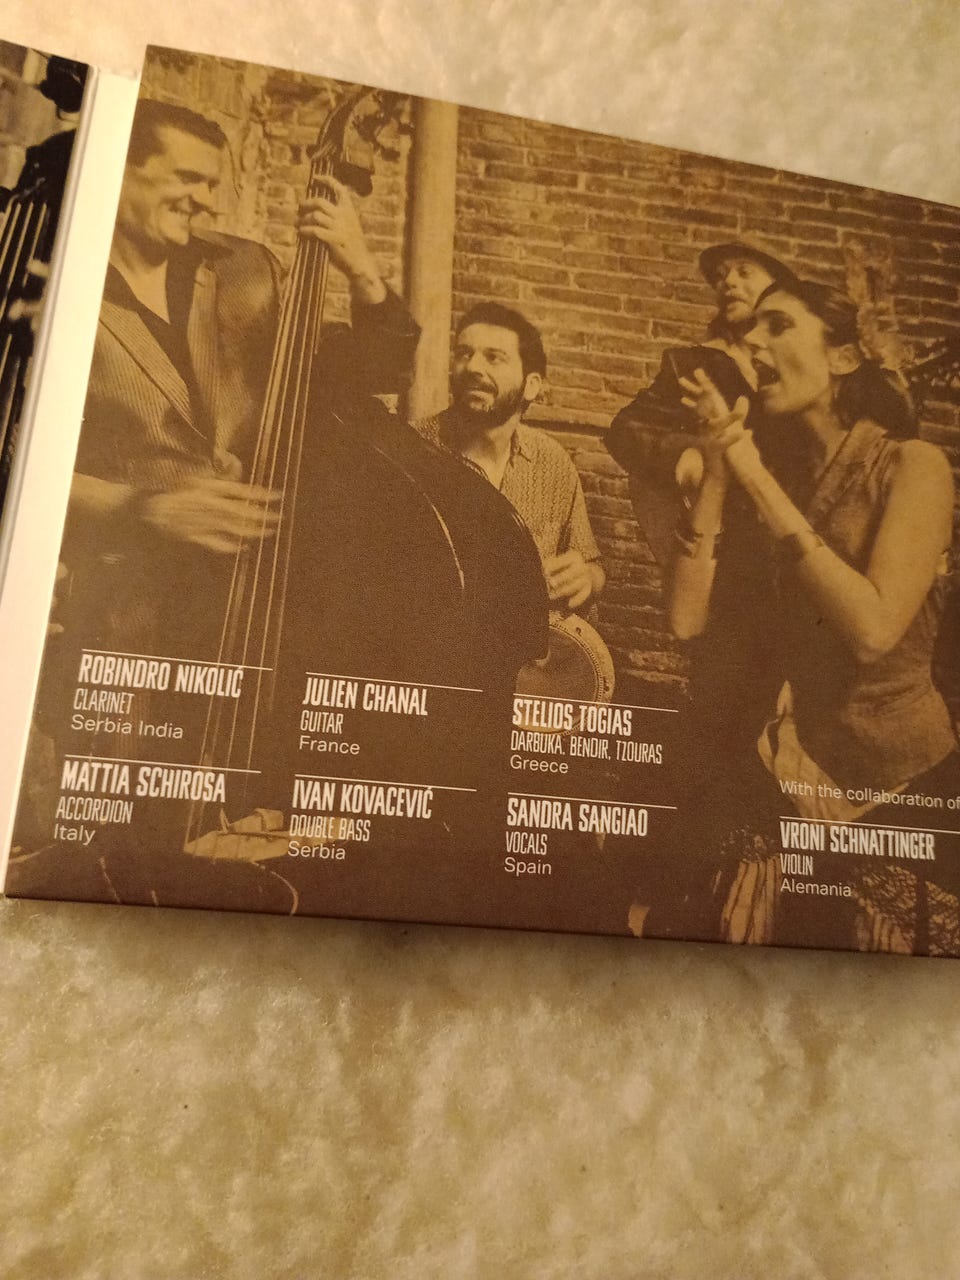 ROBINDRO NIKOLIĆ
CLARINET
Serbia India
JULIEN CHANAL
GUITAR
France
STELIOS TOGIAS
DARBUKA, BENDIR, TZOURAS
Greece
MATTIA SCHIROSA
ACCORDION
Italy
IVAN KOVACEVIĆ
DOUBLE BASS
Serbia
SANDRA SANGIAO
VOCALS
Spain
With the collaboration of
VRONI SCHNATTINGER
VIOLIN
Alemania